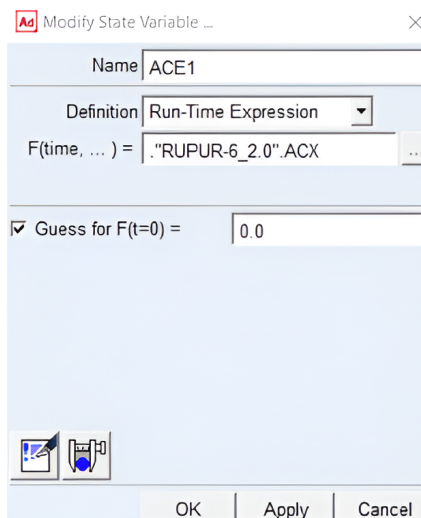 Ad Modify State Variable ...
Name ACE1
Definition Run-Time Expression
F(time, ... ) = ."RUPUR-6_2.0".ACX ...
Guess for F(t=0) = 0.0
OK Apply Cancel